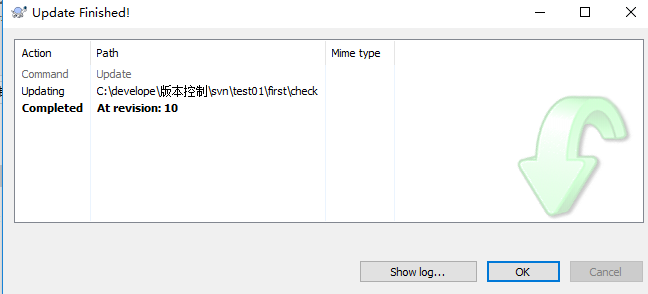 Update Finished!
Action Path Mime type
Command Update
Updating C:\develope\版本控制\svn\test01\first\check
Completed At revision: 10
Show log... OK Cancel